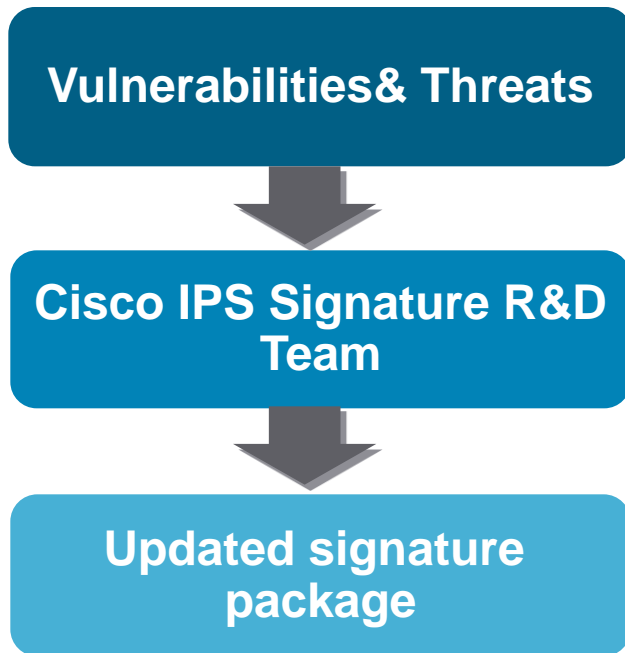 Vulnerabilities& Threats
Cisco IPS Signature R&D
Team
Updated signature
package